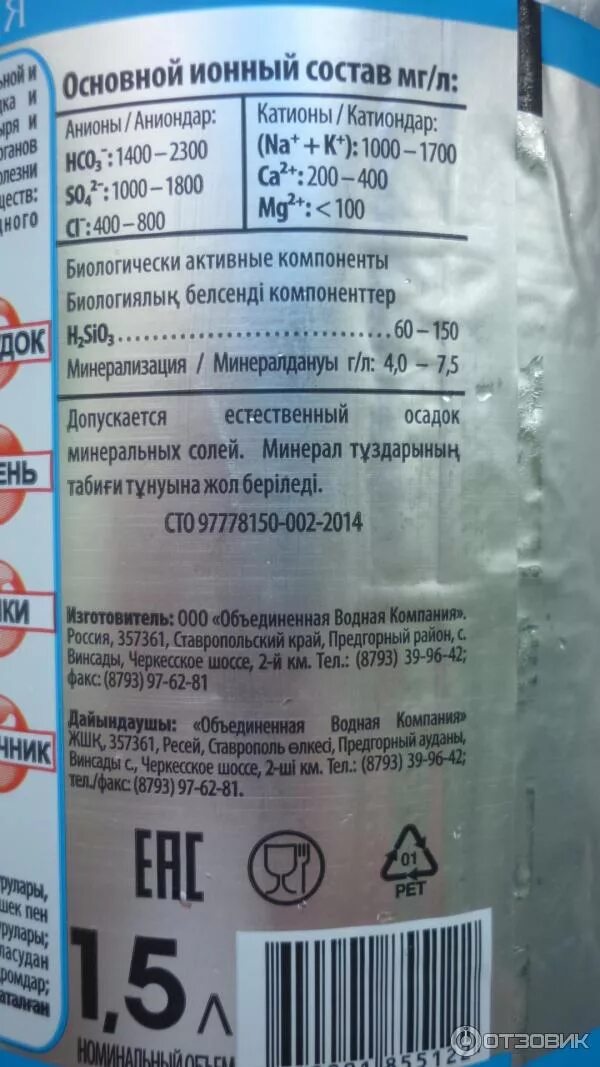 Я
Основной ионный состав мг/л:
Анионы / Аниондар:
HCO₃⁻: 1400 – 2300
SO₄²⁻: 1000 – 1800
Cl⁻: 400 – 800
Катионы / Катиондар:
(Na⁺ + K⁺): 1000 – 1700
Ca²⁺: 200 – 400
Mg²⁺: < 100
Биологически активные компоненты
Биологиялық белсенді компоненттер
H₂SiO₃..............................60 – 150
Минерализация / Минералдануы г/л: 4,0 – 7,5
Допускается естественный осадок
минеральных солей. Минерал тұздарының
табиғи тұнуына жол беріледі.
СТО 97778150-002-2014
Изготовитель: ООО «Объединенная Водная Компания».
Россия, 357361, Ставропольский край, Предгорный район, с.
Винсады, Черкесское шоссе, 2-й км. Тел.: (8793) 39-96-42;
факс: (8793) 97-62-81
Дайындаушы: «Объединенная Водная Компания»
ЖШҚ, 357361, Ресей, Ставрополь өлкесі, Предгорный ауданы,
Винсады с., Черкесское шоссе, 2-ші км. Тел.: (8793) 39-96-42;
тел./факс: (8793) 97-62-81.
EAC
01
PET
1,5 л
НОМИНАЛЬНЫЙ ОБЪЕМ
85512
ОТЗОВИК